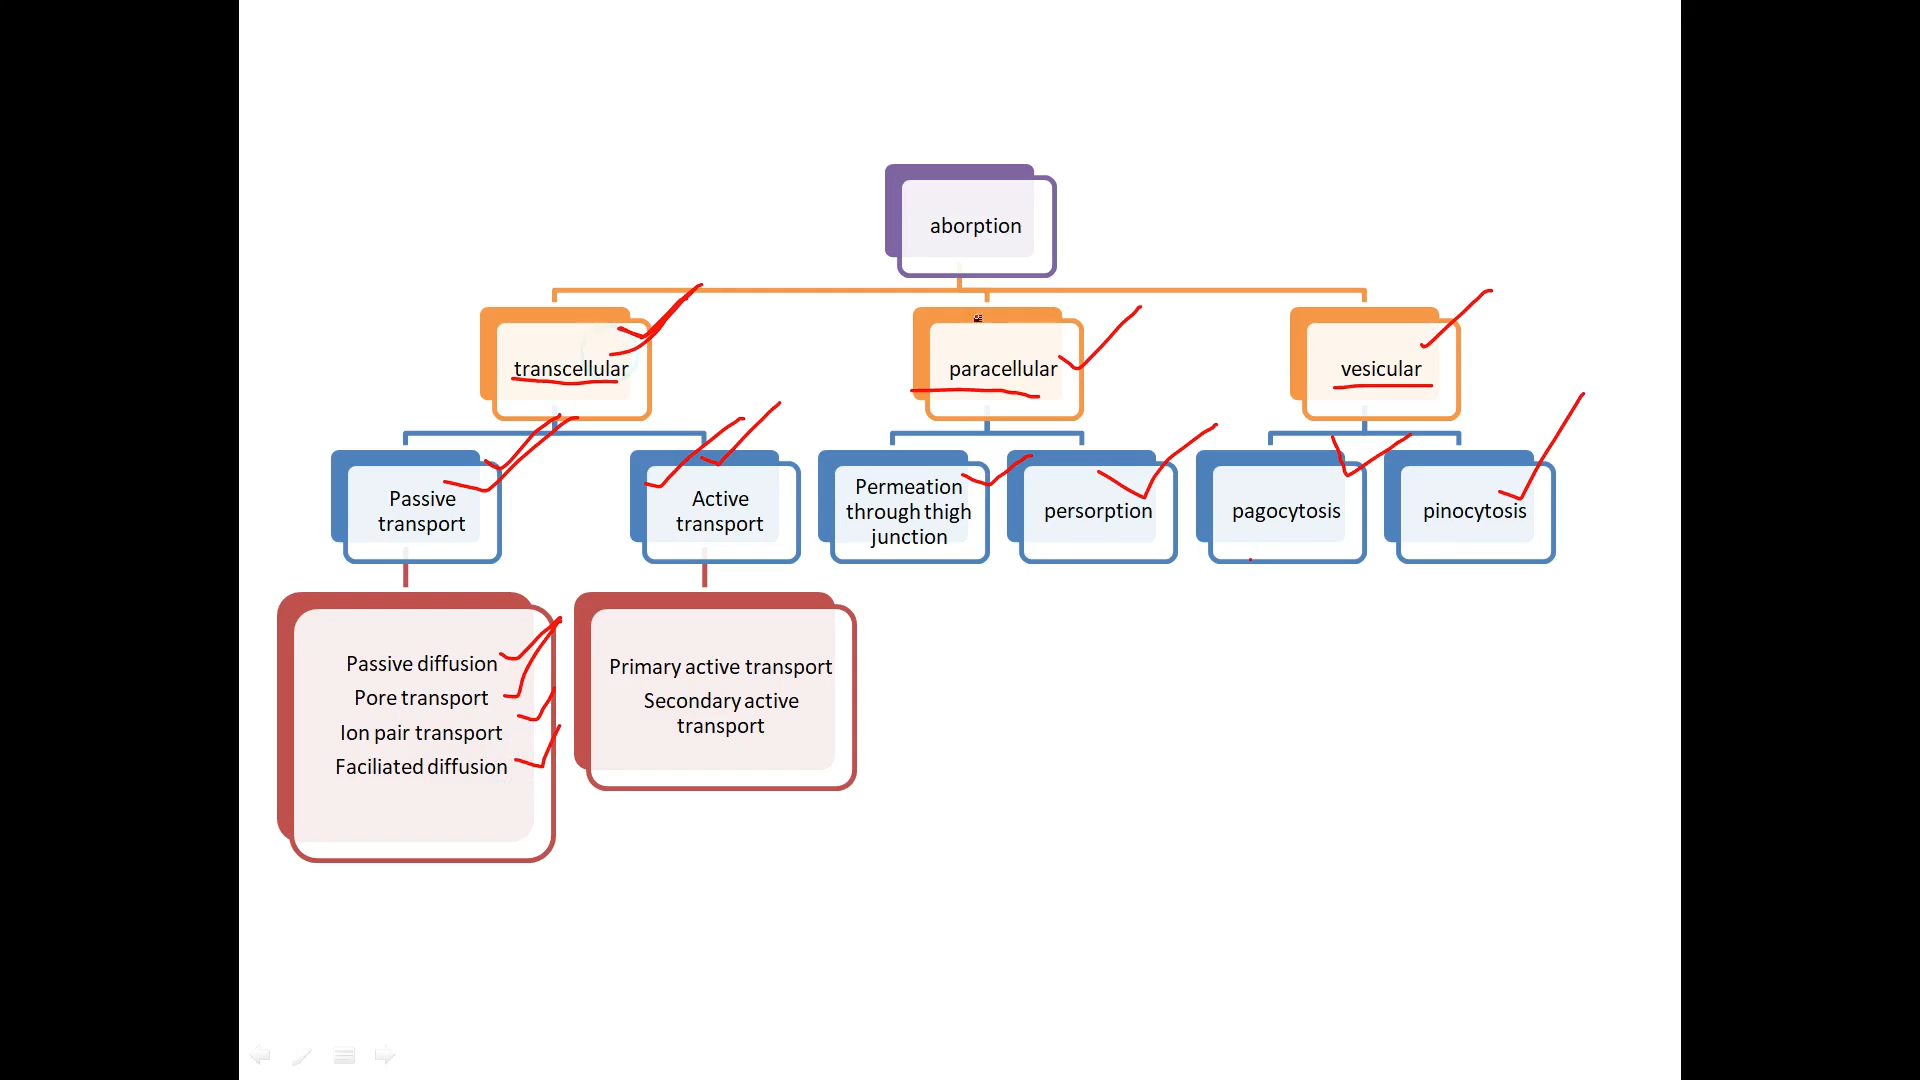 aborption
transcellular
paracellular
vesicular
Passive
transport
Active
transport
Permeation
through thigh
junction
persorption
pagocytosis
pinocytosis
Passive diffusion
Pore transport
Ion pair transport
Faciliated diffusion
Primary active transport
Secondary active
transport